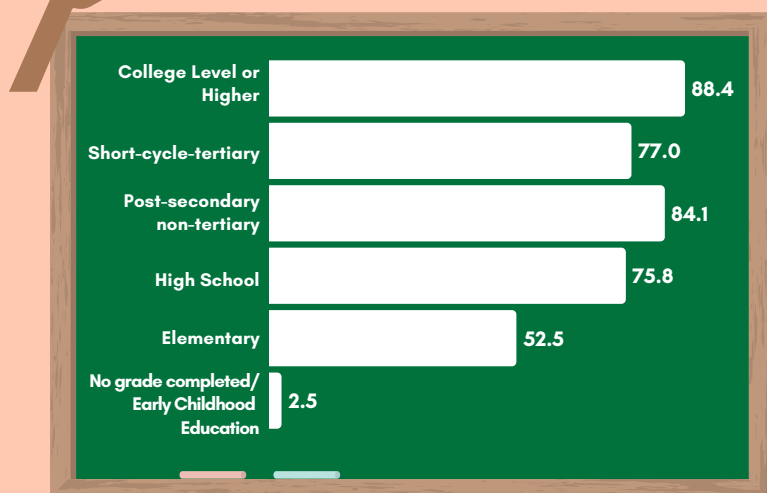 College Level or
Higher
88.4
Short-cycle-tertiary
77.0
Post-secondary
non-tertiary
84.1
High School
75.8
Elementary
52.5
No grade completed/
Early Childhood
Education
2.5